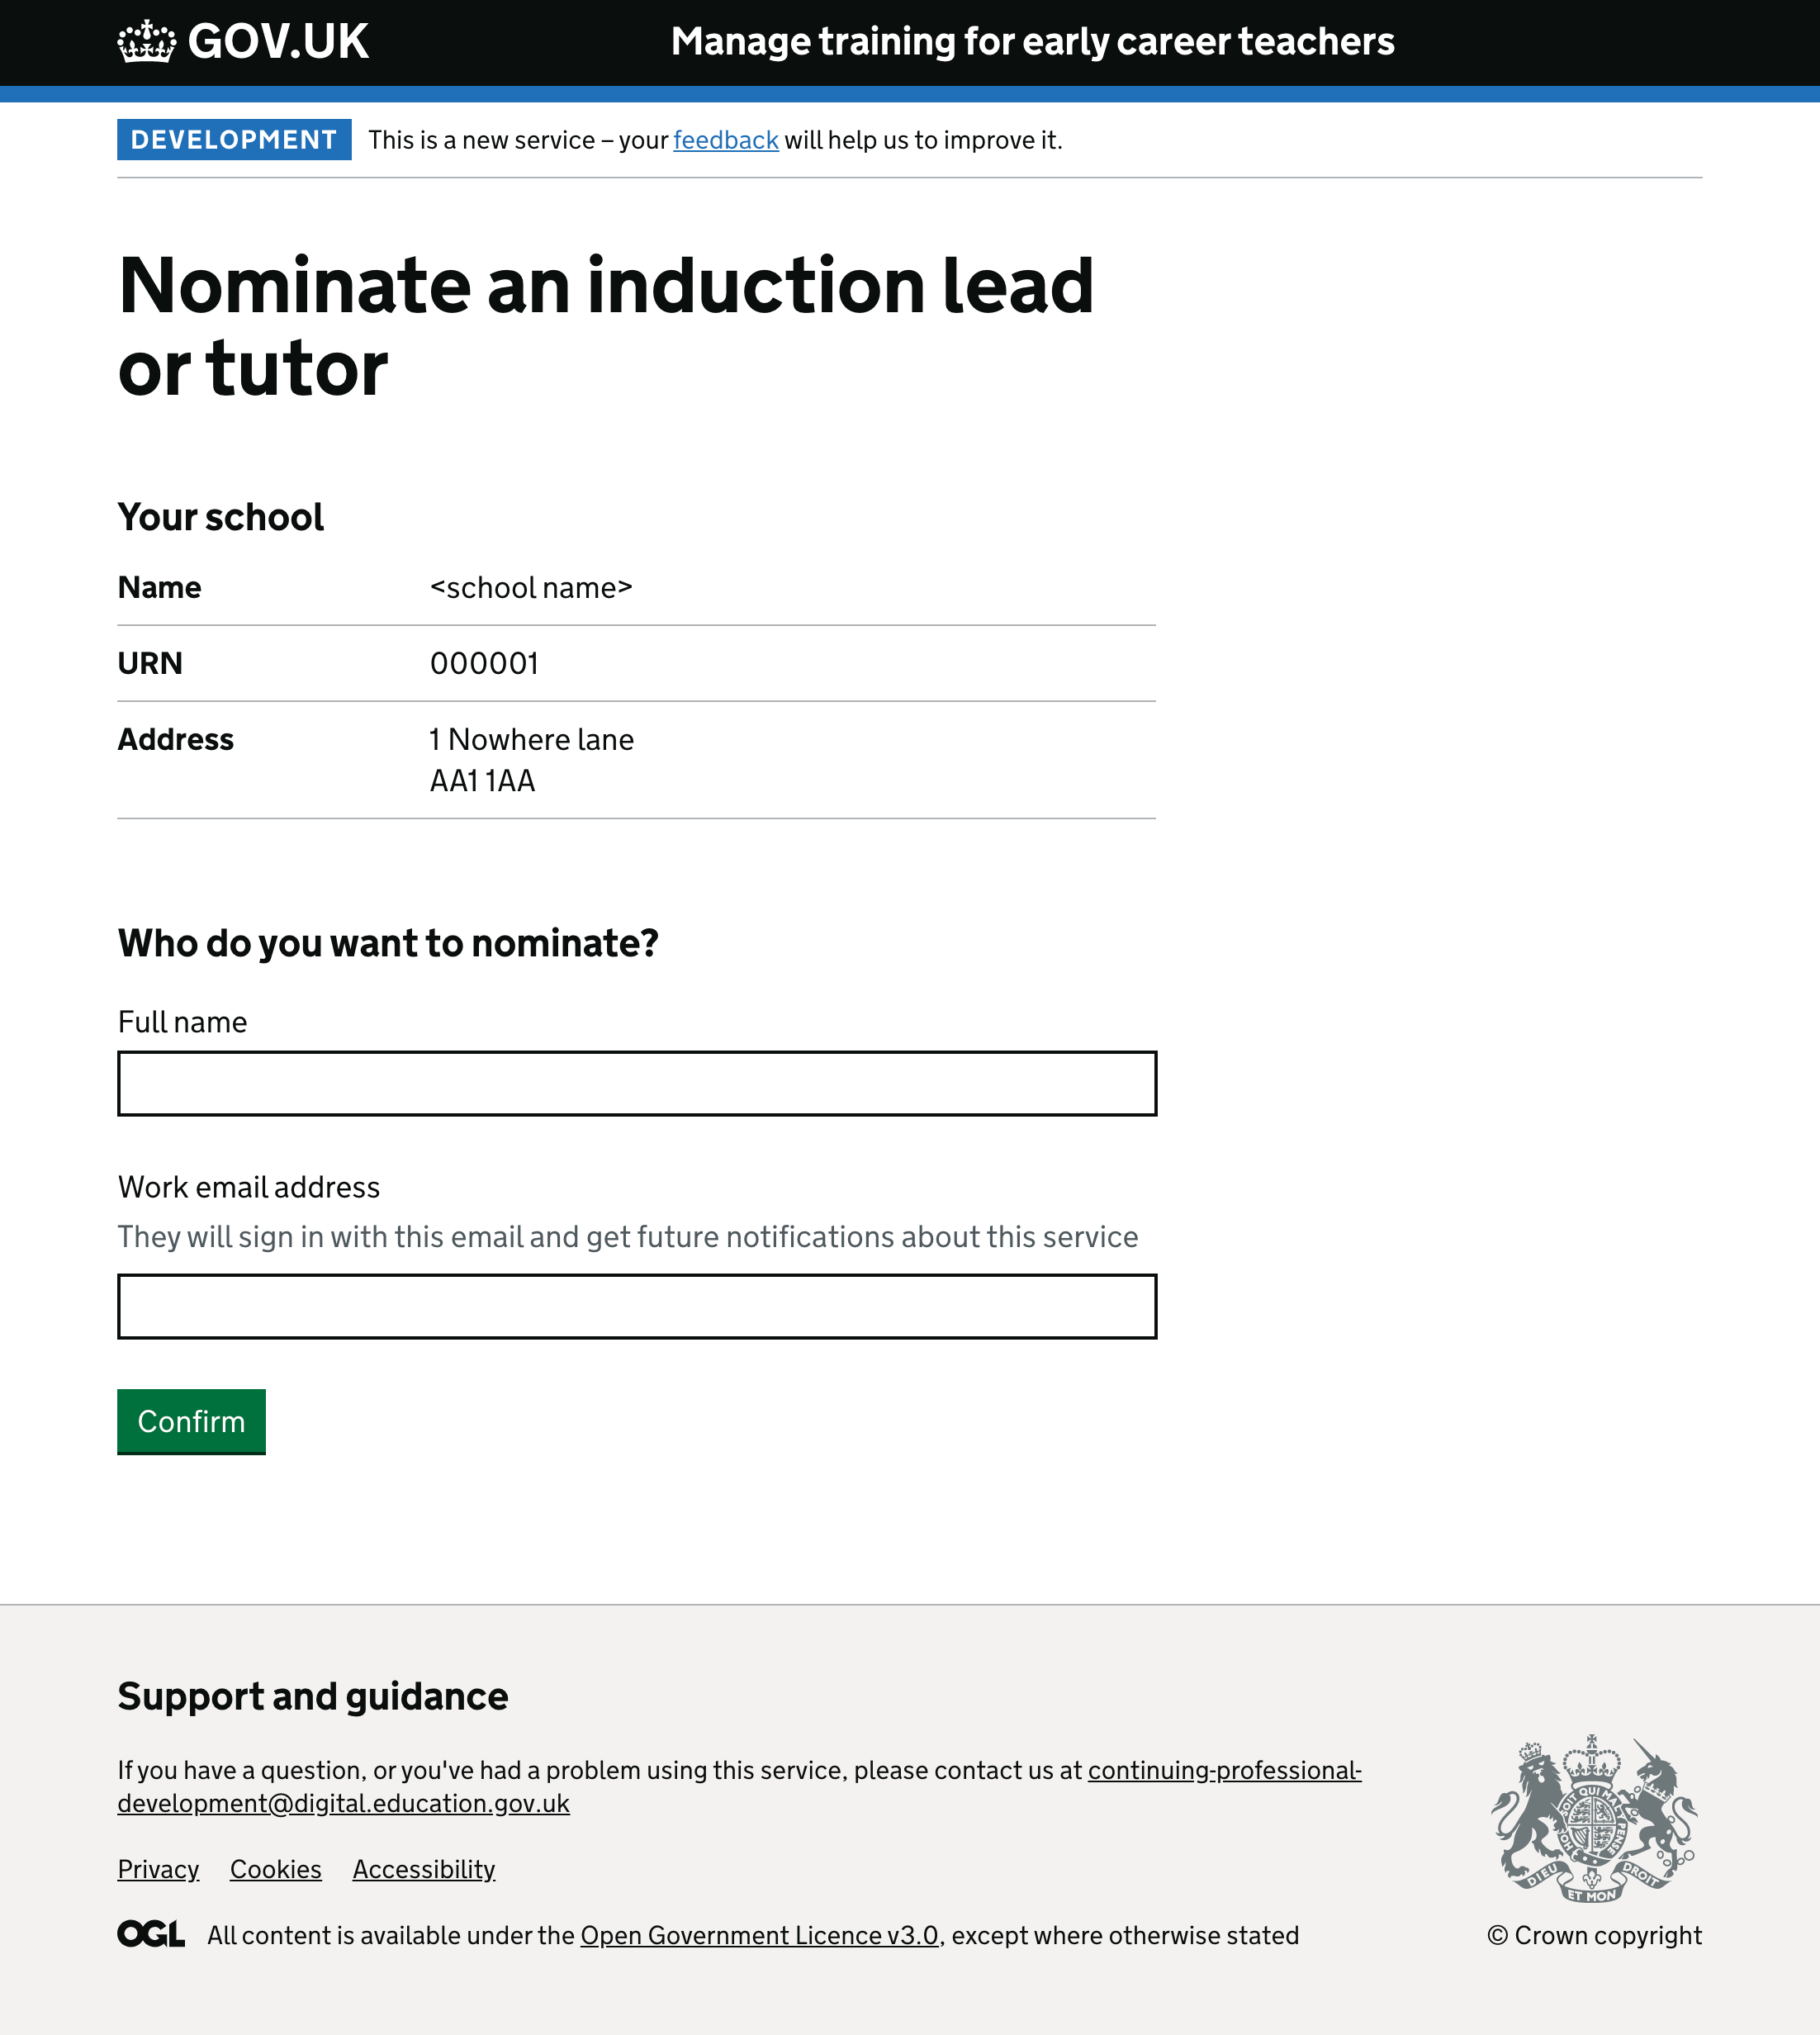 GOV.UK
Manage training for early career teachers
DEVELOPMENT
This is a new service – your feedback will help us to improve it.
Nominate an induction lead
or tutor
Your school
Name
<school name>
URN
000001
Address
1 Nowhere lane
AA1 1AA
Who do you want to nominate?
Full name
Work email address
They will sign in with this email and get future notifications about this service
Confirm
Support and guidance
If you have a question, or you've had a problem using this service, please contact us at continuing-professional-
development@digital.education.gov.uk
Privacy
Cookies
Accessibility
OGL
All content is available under the Open Government Licence v3.0, except where otherwise stated
DIEU
ET MON
DROIT
© Crown copyright